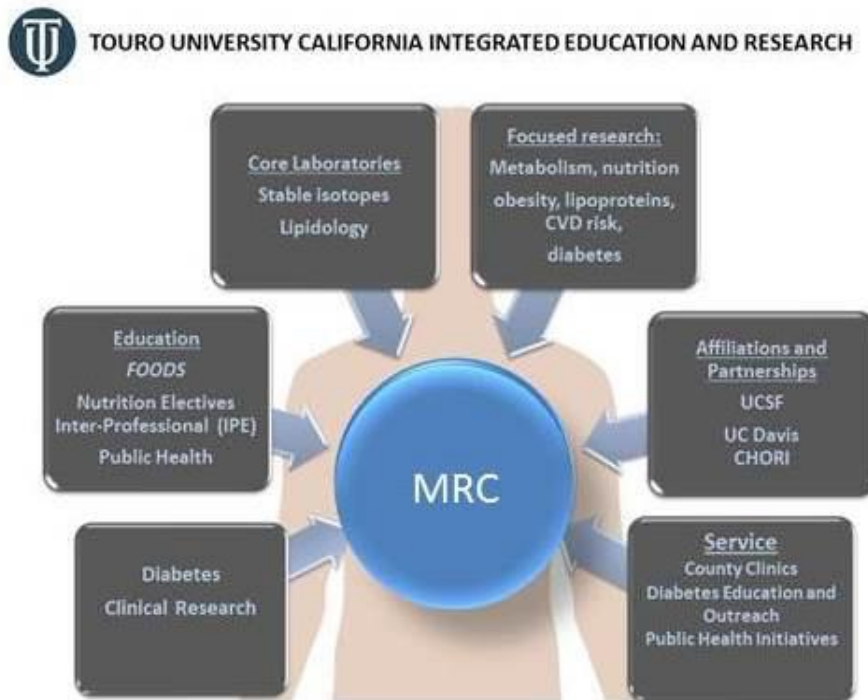 TU
TOURO UNIVERSITY CALIFORNIA INTEGRATED EDUCATION AND RESEARCH
Core Laboratories
Stable isotopes
Lipidology
Focused research:
Metabolism, nutrition
obesity, lipoproteins,
CVD risk,
diabetes
Education
FOODS
Nutrition Electives
Inter-Professional (IPE)
Public Health
Affiliations and
Partnerships
UCSF
UC Davis
CHORI
MRC
Diabetes
Clinical Research
Service
County Clinics
Diabetes Education and
Outreach
Public Health Initiatives